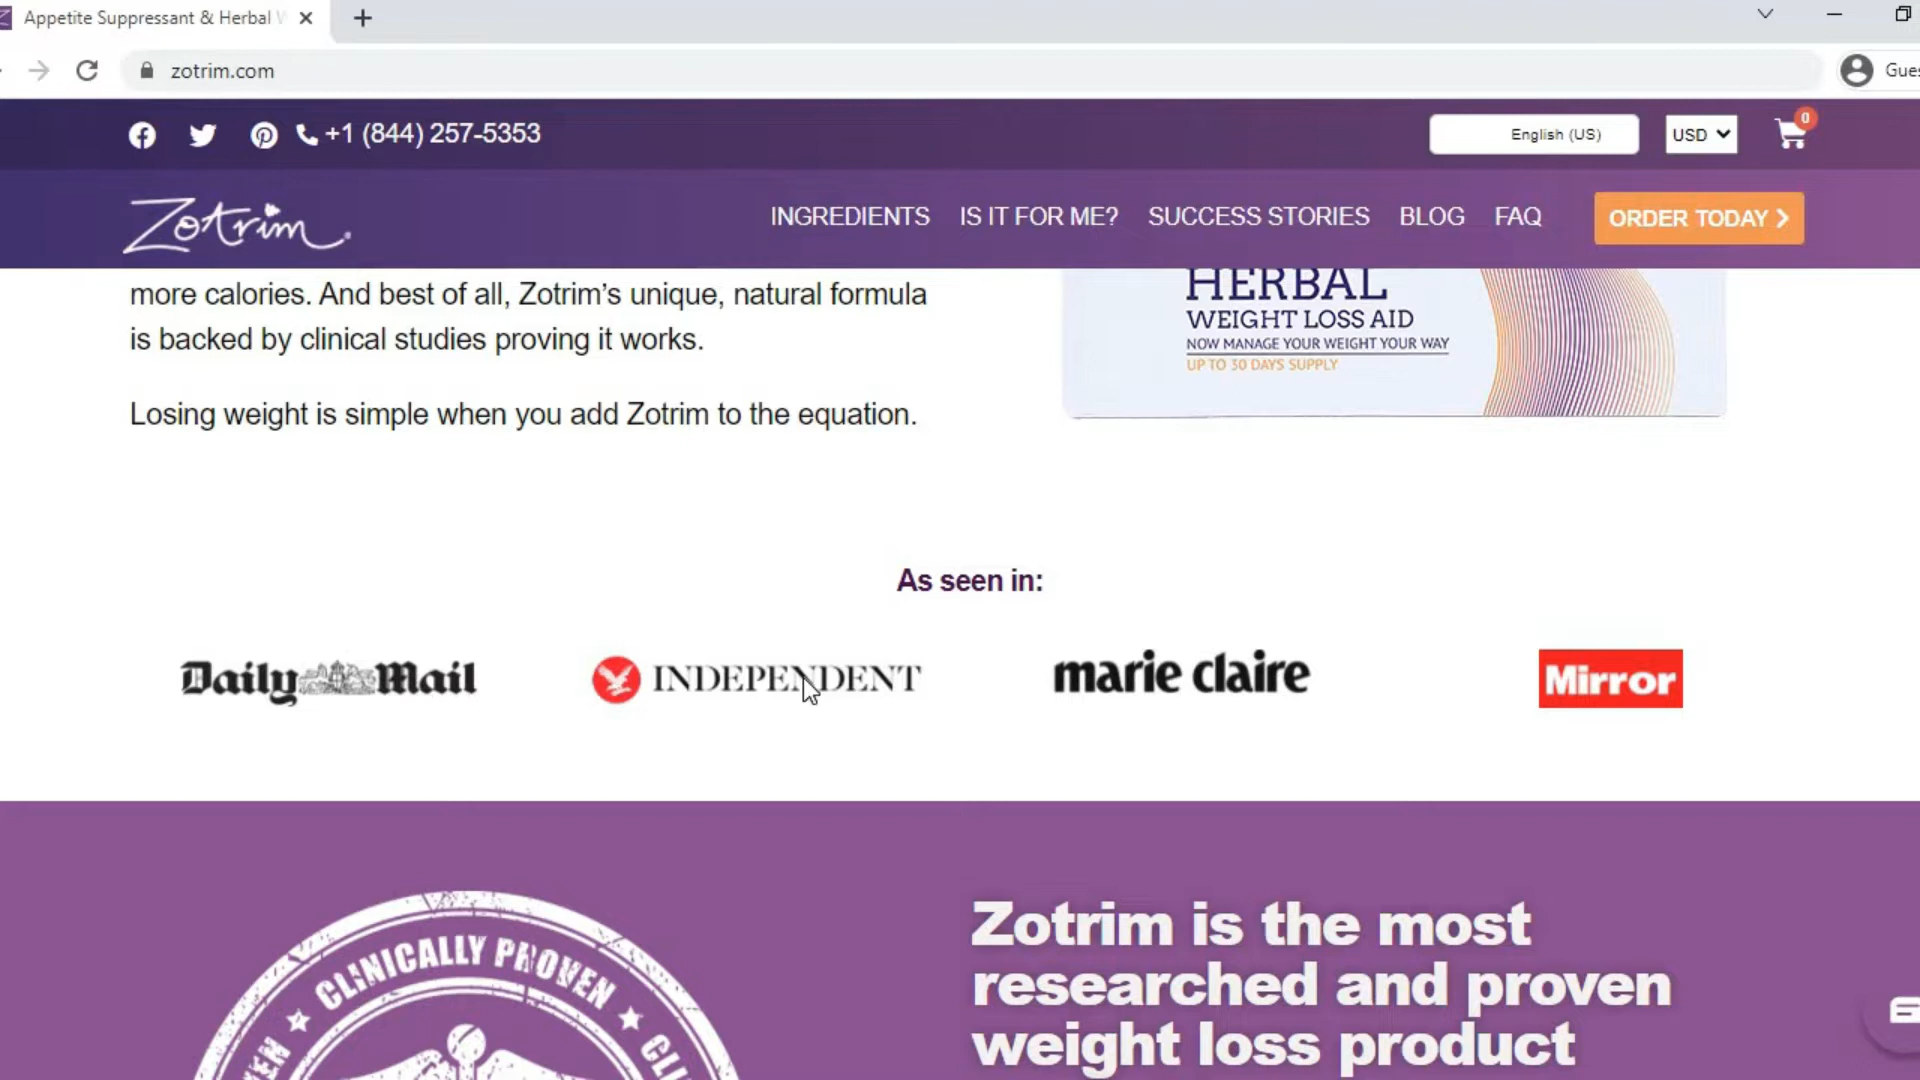 Appetite Suppressant & Herbal W
zotrim.com
Gues
+1 (844) 257-5353
English (US)
USD
0
Zotrim
INGREDIENTS
IS IT FOR ME?
SUCCESS STORIES
BLOG
FAQ
ORDER TODAY
more calories. And best of all, Zotrim’s unique, natural formula
is backed by clinical studies proving it works.
Losing weight is simple when you add Zotrim to the equation.
HERBAL
WEIGHT LOSS AID
NOW MANAGE YOUR WEIGHT YOUR WAY
UP TO 30 DAYS SUPPLY
As seen in:
Daily Mail
INDEPENDENT
marie claire
Mirror
CLINICALLY PROVEN
VEN
CLI
Zotrim is the most
researched and proven
weight loss product